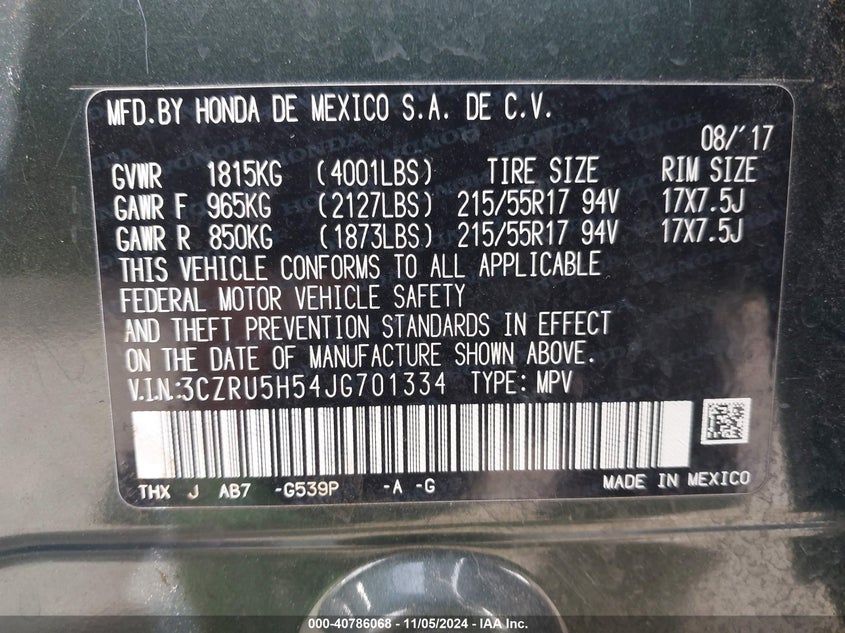 MFD.BY HONDA DE MEXICO S.A. DE C.V.
08/'17
GVWR 1815KG (4001LBS) TIRE SIZE RIM SIZE
GAWR F 965KG (2127LBS) 215/55R17 94V 17X7.5J
GAWR R 850KG (1873LBS) 215/55R17 94V 17X7.5J
THIS VEHICLE CONFORMS TO ALL APPLICABLE
FEDERAL MOTOR VEHICLE SAFETY
AND THEFT PREVENTION STANDARDS IN EFFECT
ON THE DATE OF MANUFACTURE SHOWN ABOVE.
V.I.N.:3CZRU5H54JG701334 TYPE: MPV
THX J AB7 -G539P -A -G MADE IN MEXICO
000-40786068 - 11/05/2024 - IAA Inc.